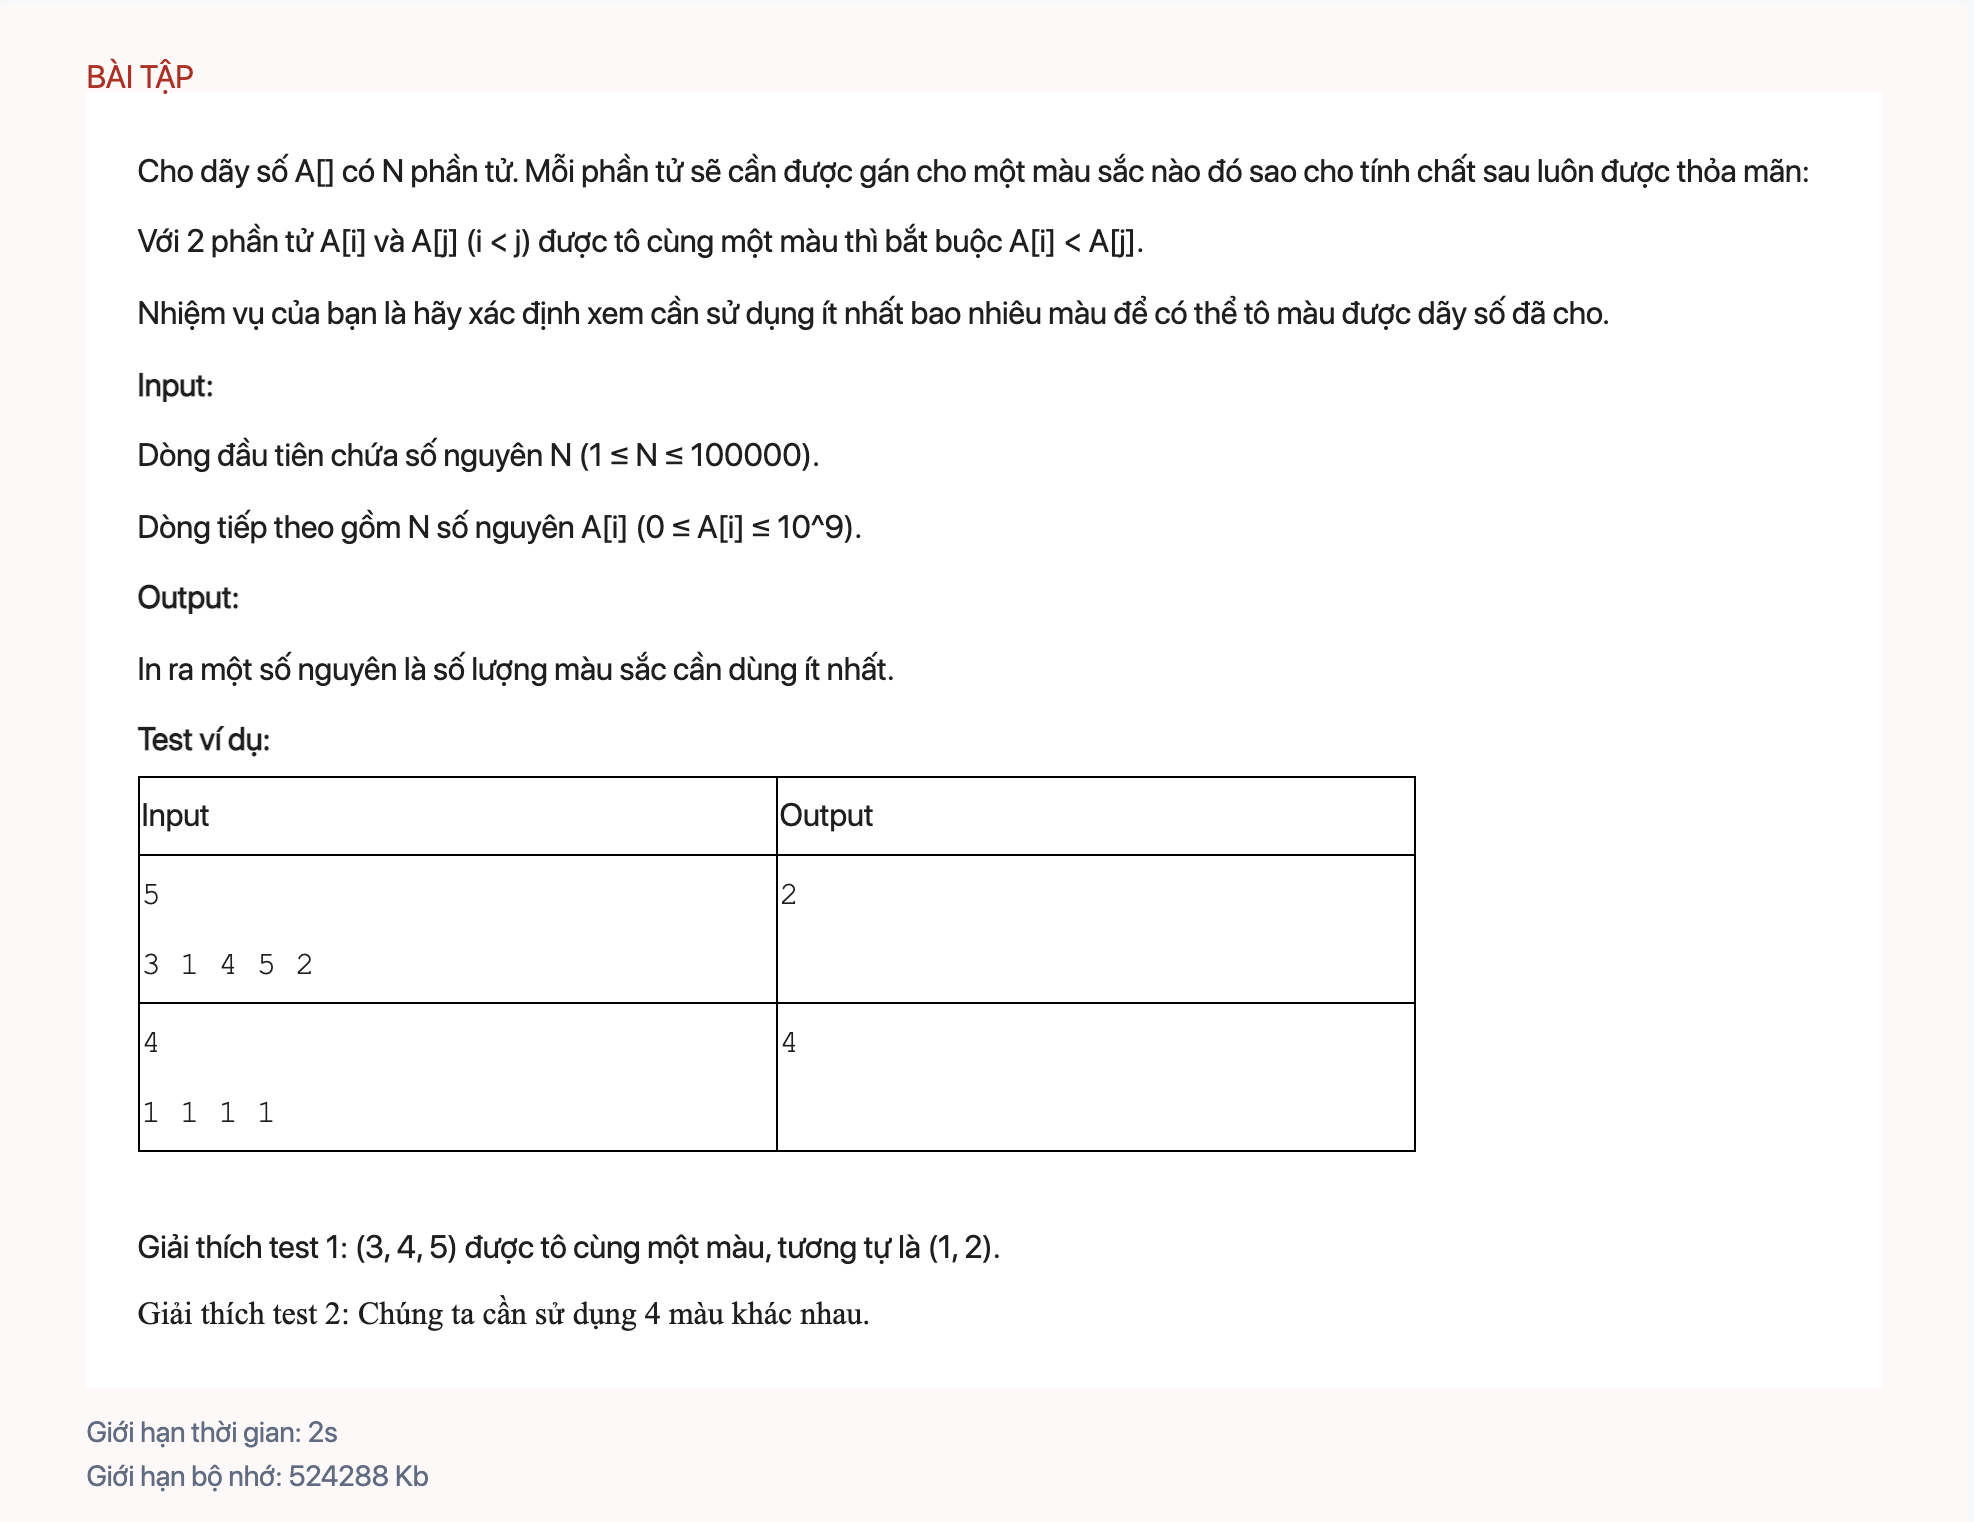 BÀI TẬP
Cho dãy số A[] có N phần tử. Mỗi phần tử sẽ cần được gán cho một màu sắc nào đó sao cho tính chất sau luôn được thỏa mãn:
Với 2 phần tử A[i] và A[j] (i < j) được tô cùng một màu thì bắt buộc A[i] < A[j].
Nhiệm vụ của bạn là hãy xác định xem cần sử dụng ít nhất bao nhiêu màu để có thể tô màu được dãy số đã cho.
Input:
Dòng đầu tiên chứa số nguyên N (1 ≤ N ≤ 100000).
Dòng tiếp theo gồm N số nguyên A[i] (0 ≤ A[i] ≤ 10^9).
Output:
In ra một số nguyên là số lượng màu sắc cần dùng ít nhất.
Test ví dụ:
Input Output
5 2
3 1 4 5 2
4 4
1 1 1 1
Giải thích test 1: (3, 4, 5) được tô cùng một màu, tương tự là (1, 2).
Giải thích test 2: Chúng ta cần sử dụng 4 màu khác nhau.
Giới hạn thời gian: 2s
Giới hạn bộ nhớ: 524288 Kb